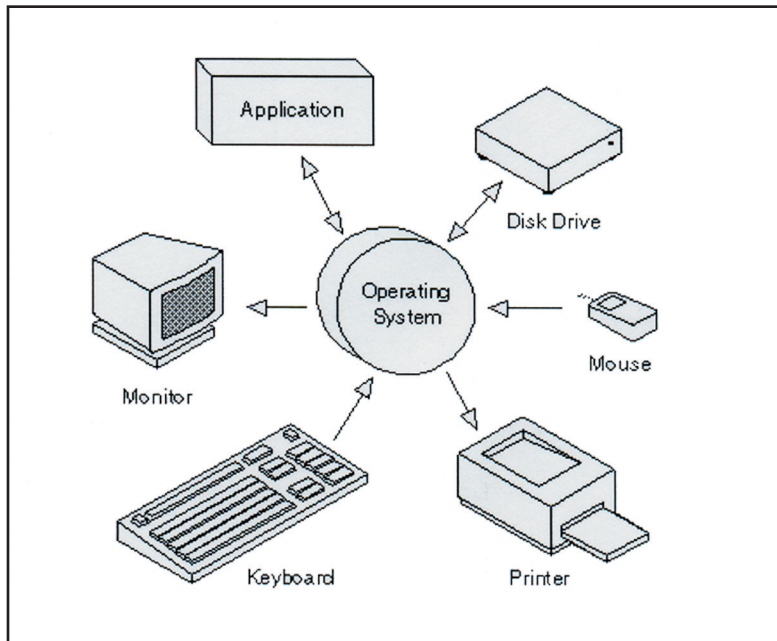 Application
Disk Drive
Operating
System
Mouse
Monitor
Keyboard
Printer